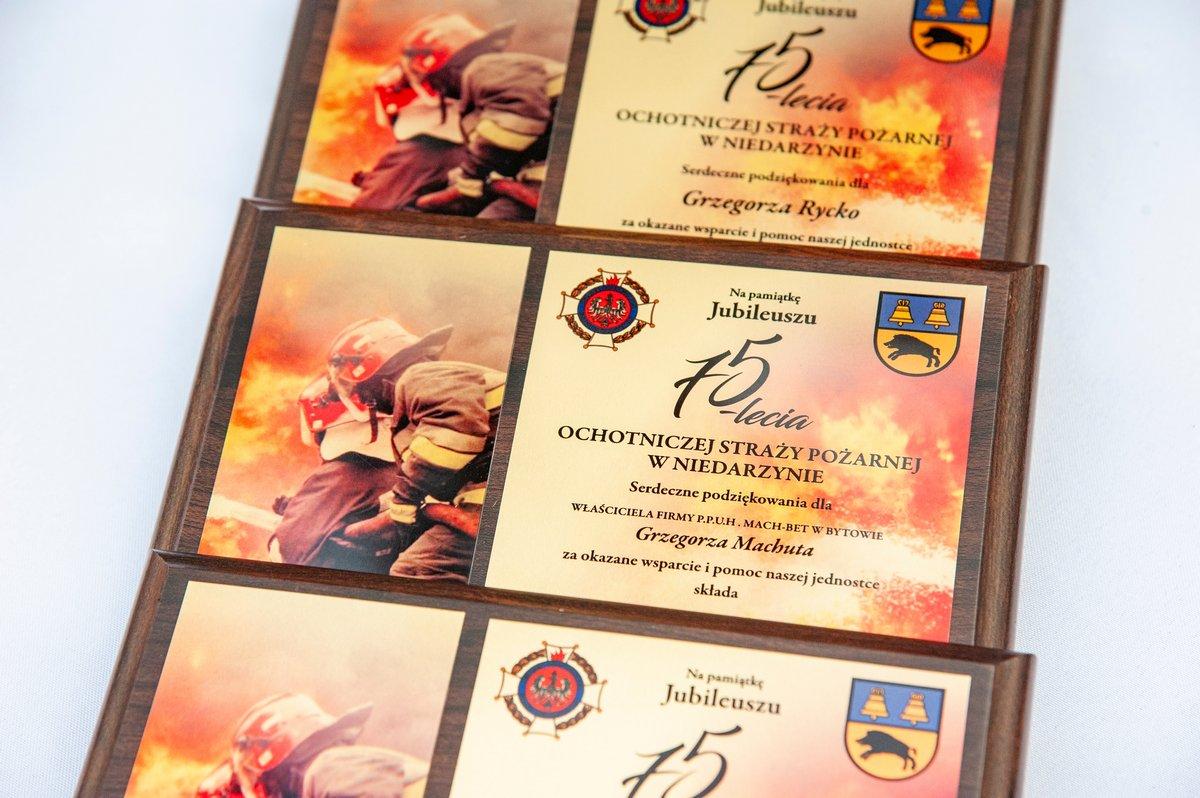 Jubileuszu
75
-lecia
OCHOTNICZEJ STRAŻY POŻARNEJ
W NIEDARZYNIE
Serdeczne podziękowania dla
Grzegorza Rycko
za okazane wsparcie i pomoc naszej jednostce
Na pamiątkę
Jubileuszu
75
-lecia
OCHOTNICZEJ STRAŻY POŻARNEJ
W NIEDARZYNIE
Serdeczne podziękowania dla
WŁAŚCICIELA FIRMY P.P.U.H . MACH-BET W BYTOWIE
Grzegorza Machuta
za okazane wsparcie i pomoc naszej jednostce
składa
Na pamiątkę
Jubileuszu
75